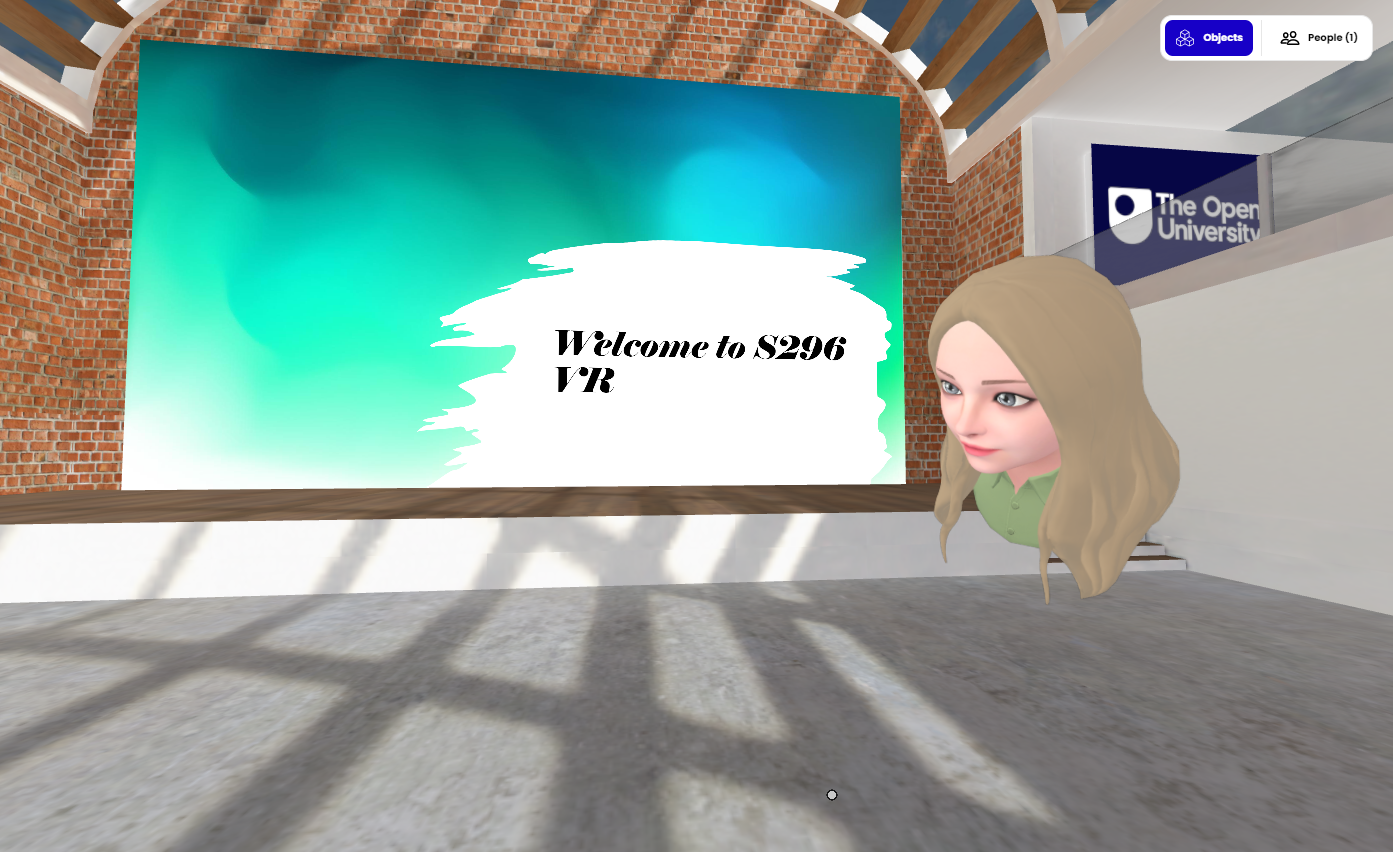 Objects
People (1)
The Open
University
Welcome to S296
VR